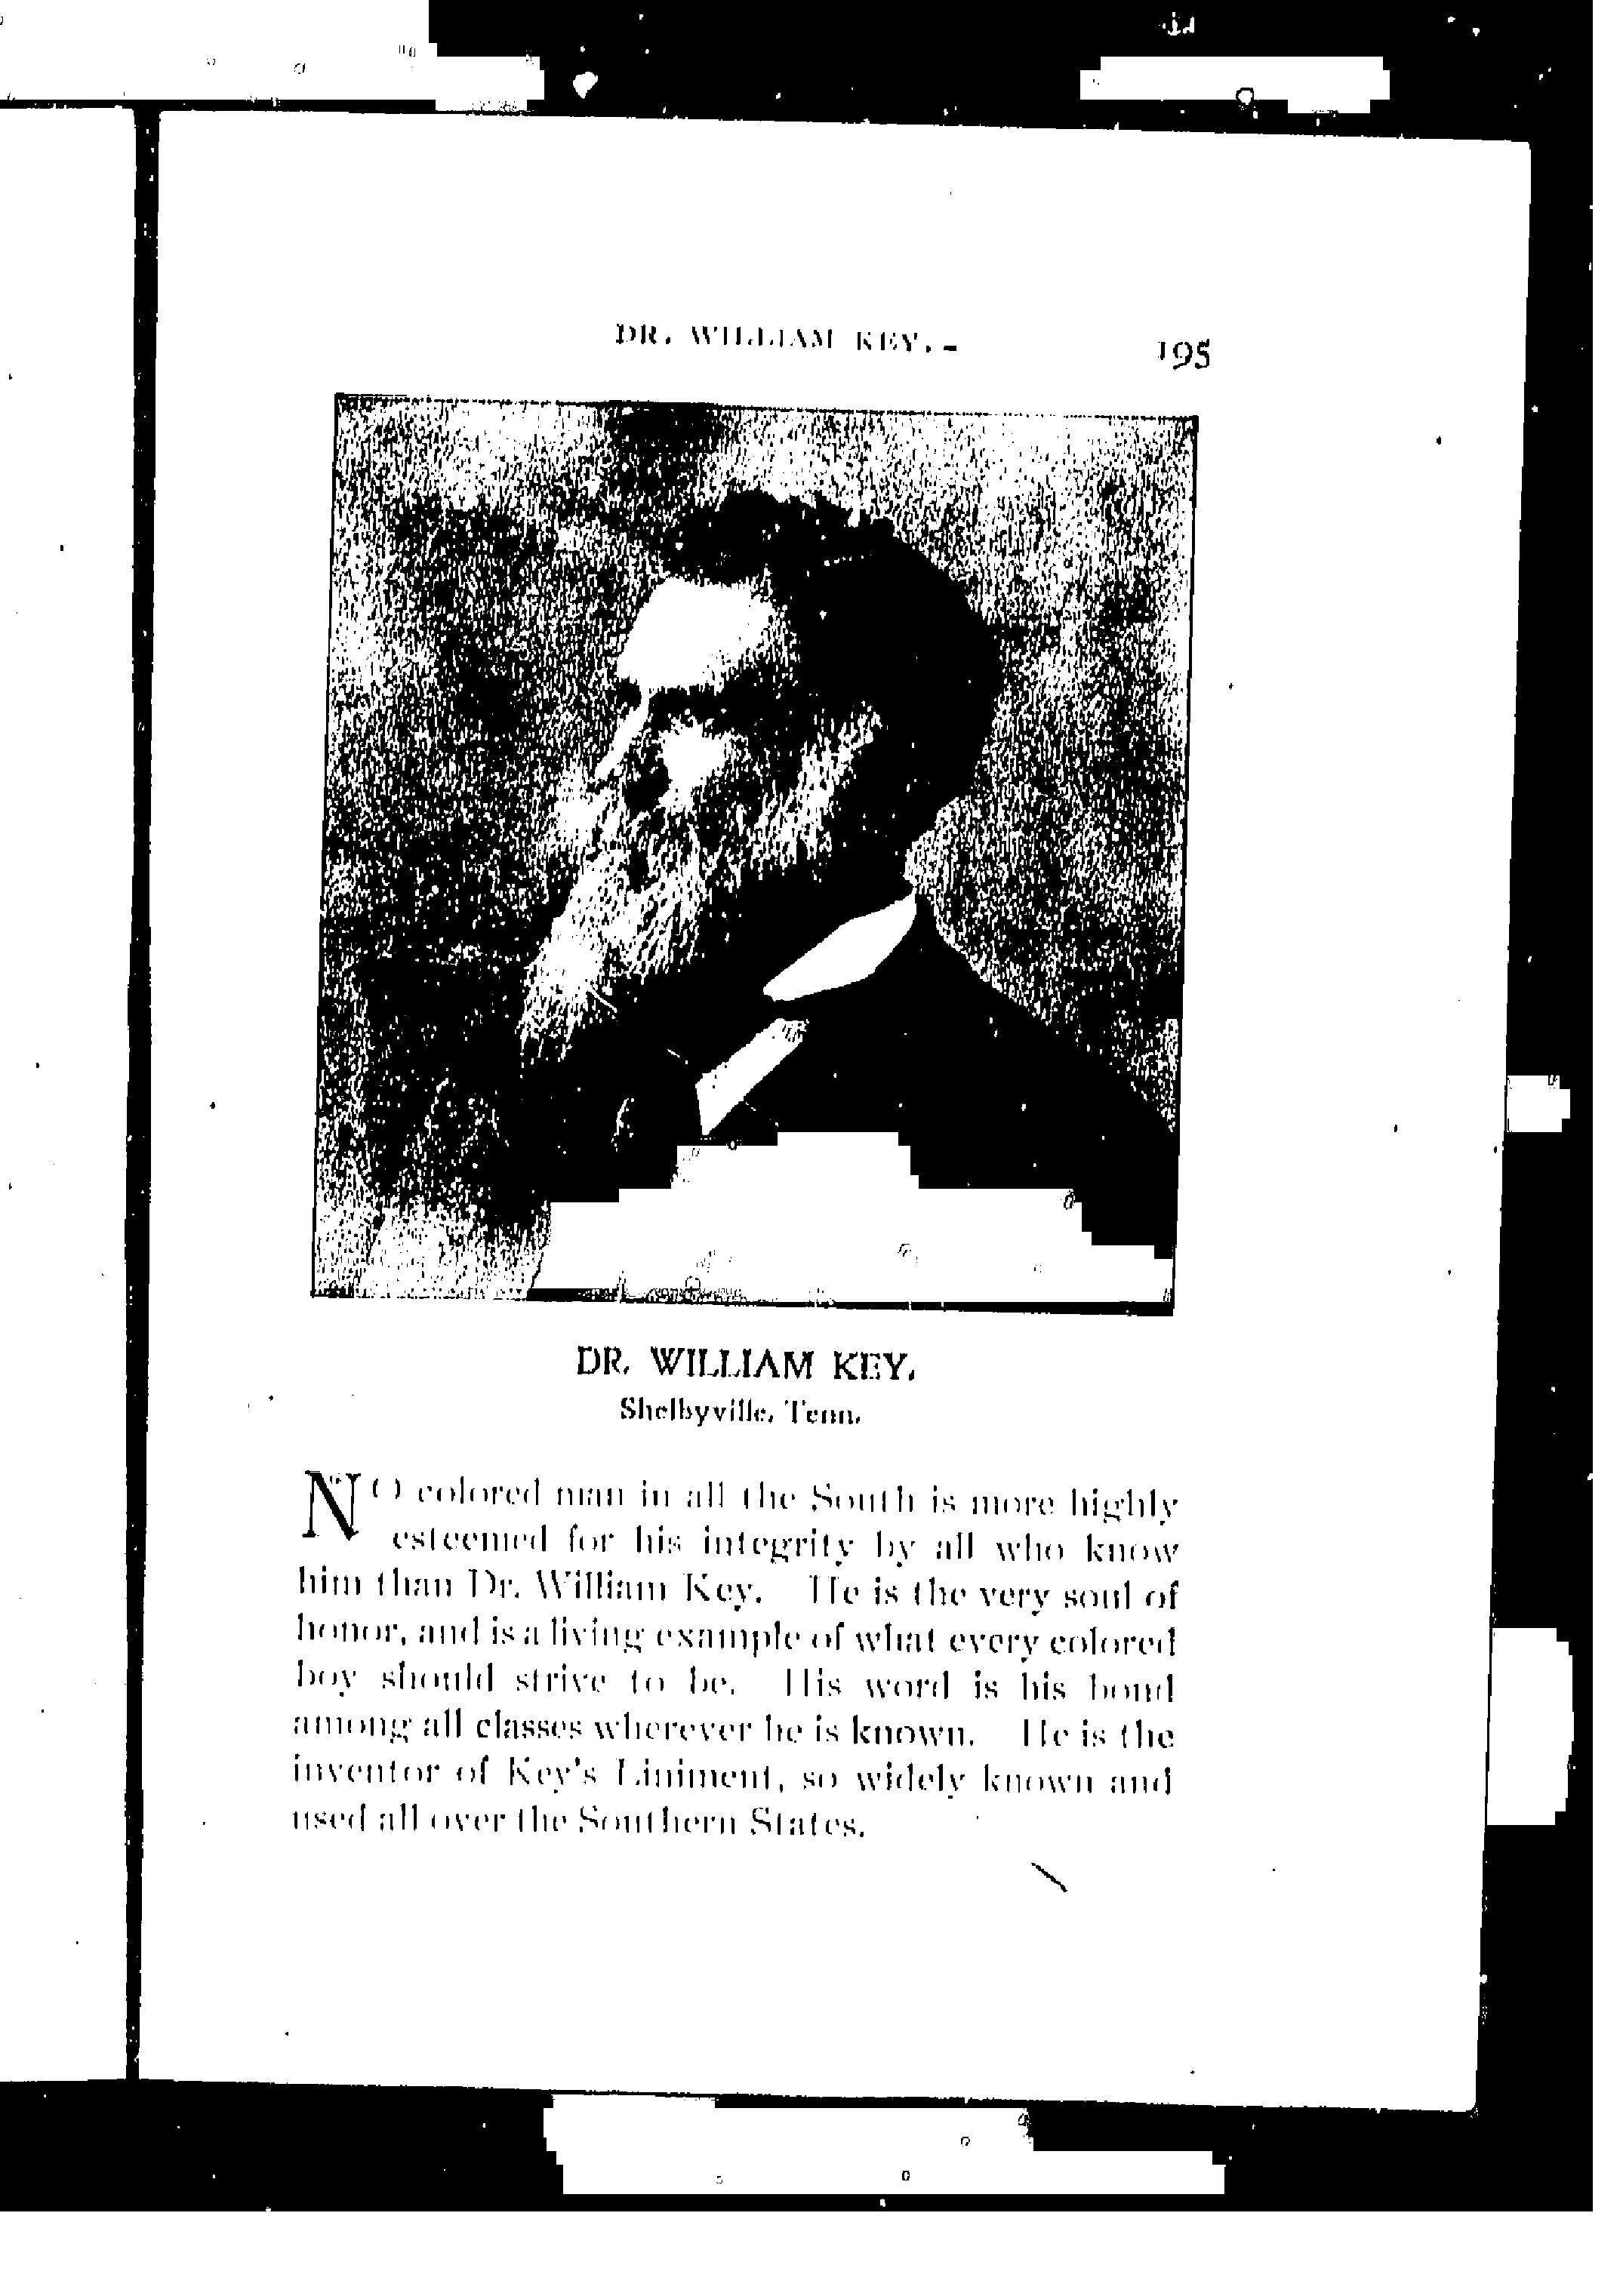 DR. WILLIAM KEY. 195
DR. WILLIAM KEY.
Shelbyville, Tenn.
NO colored man in all the South is more highly
esteemed for his integrity by all who know
him than Dr. William Key. He is the very soul of
honor, and is a living example of what every colored
boy should strive to be. His word is his bond
among all classes wherever he is known. He is the
inventor of Key's Liniment, so widely known and
used all over the Southern States.